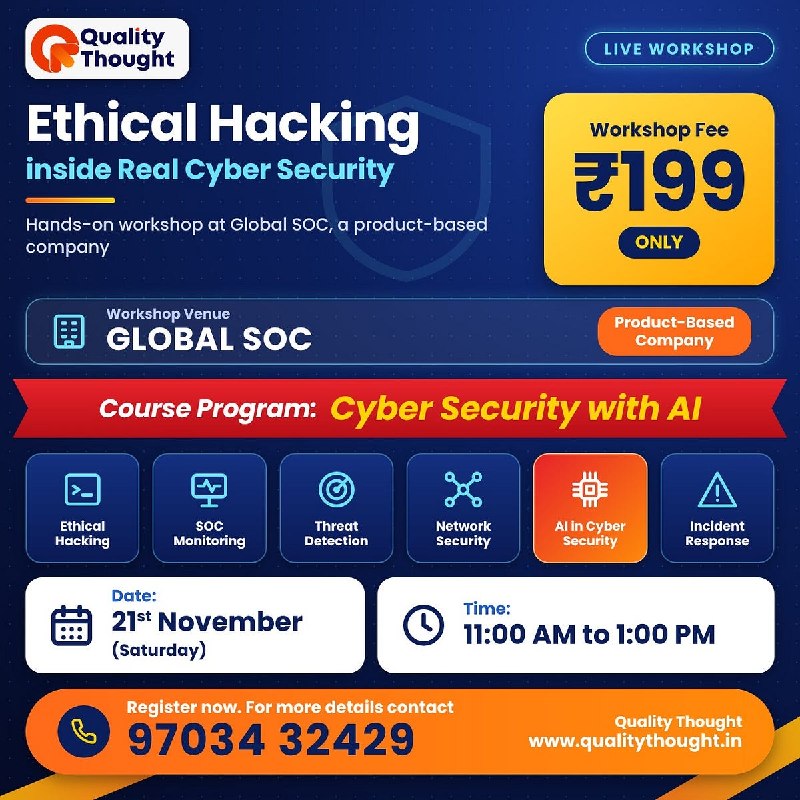 Quality
Thought
LIVE WORKSHOP
Ethical Hacking
inside Real Cyber Security
Hands-on workshop at Global SOC, a product-based
company
Workshop Fee
₹199
ONLY
Workshop Venue
GLOBAL SOC
Product-Based
Company
Course Program: Cyber Security with AI
Ethical
Hacking
SOC
Monitoring
Threat
Detection
Network
Security
AI in Cyber
Security
Incident
Response
Date:
21st November
(Saturday)
Time:
11:00 AM to 1:00 PM
Register now. For more details contact
97034 32429
Quality Thought
www.qualitythought.in